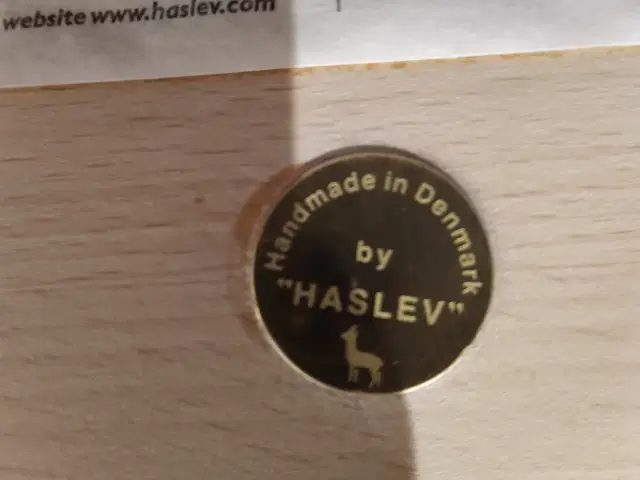 website www.haslev.com
Handmade in Denmark
by
"HASLEV"